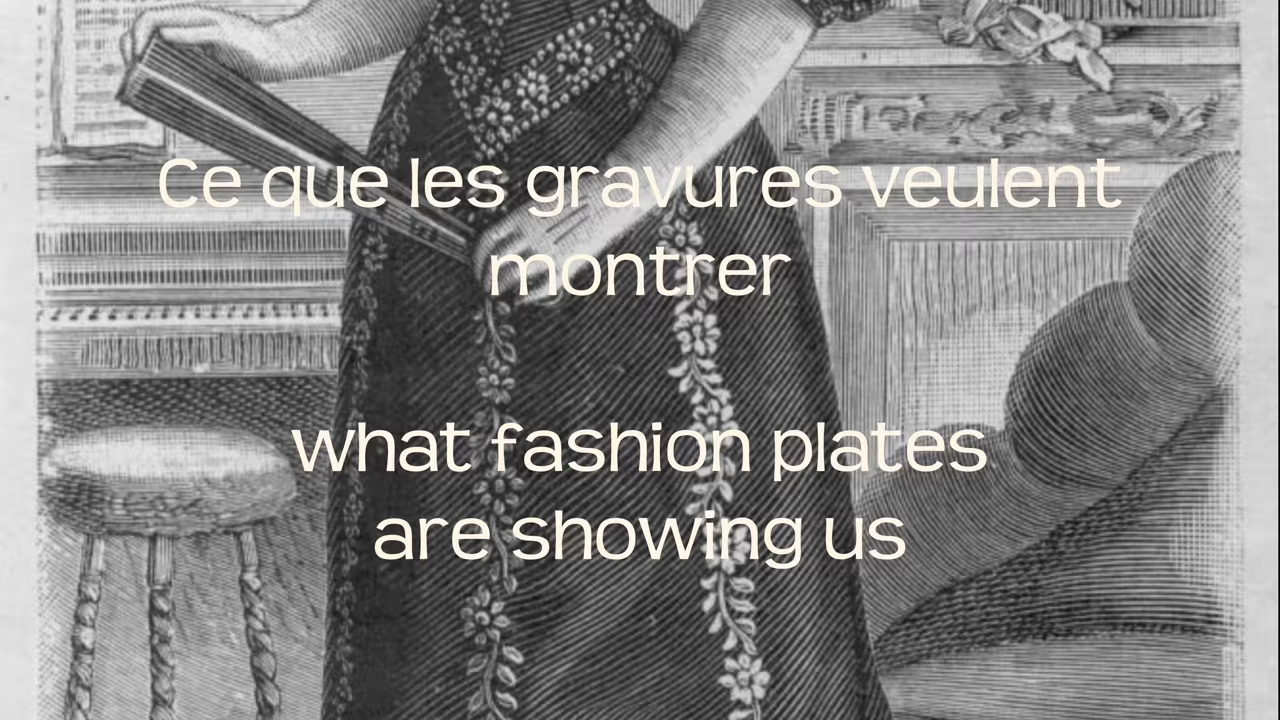 Ce que les gravures veulent
montrer
what fashion plates
are showing us